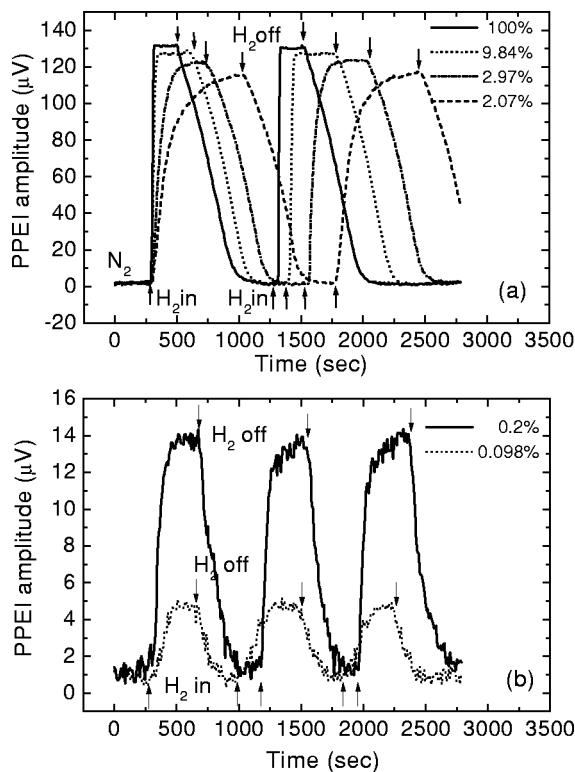 140
120
100
80
60
40
20
0
-20
PPEI amplitude (μV)
H₂off
100%
9.84%
2.97%
2.07%
N₂
H₂in
H₂in
(a)
0 500 1000 1500 2000 2500 3000 3500
Time (sec)
16
14
12
10
8
6
4
2
0
PPEI amplitude (μV)
H₂ off
0.2%
0.098%
H₂ off
H₂ in
(b)
0 500 1000 1500 2000 2500 3000 3500
Time (sec)